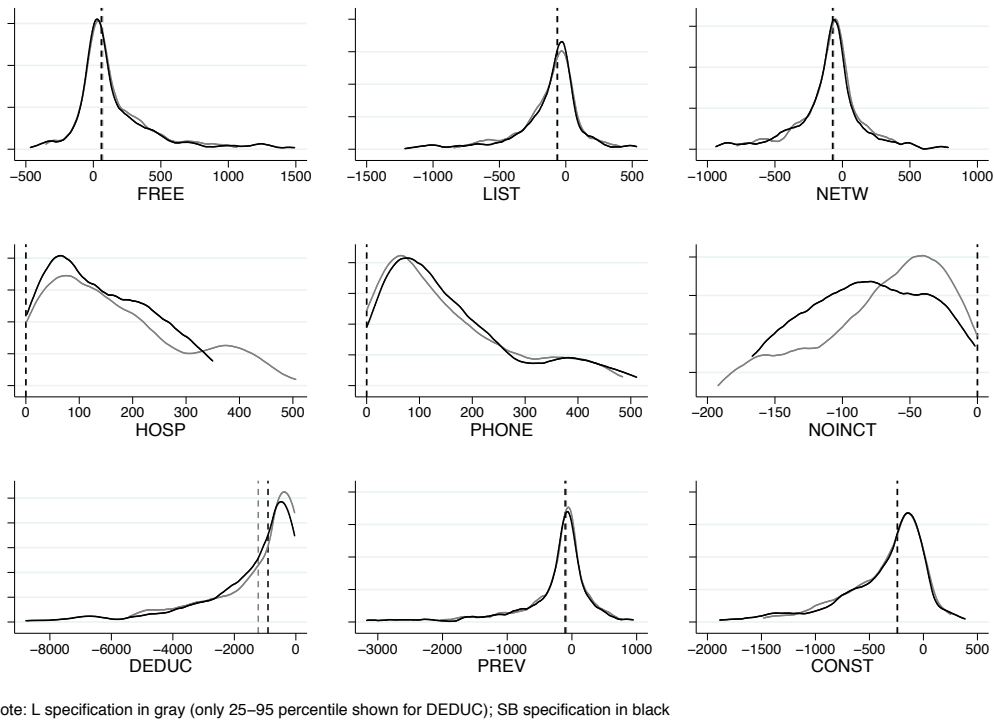 −500 0 500 1000 1500
FREE
−1500 −1000 −500 0 500
LIST
−1000 −500 0 500 1000
NETW
0 100 200 300 400 500
HOSP
0 100 200 300 400 500
PHONE
−200 −150 −100 −50 0
NOINCT
−8000 −6000 −4000 −2000 0
DEDUC
−3000 −2000 −1000 0 1000
PREV
−2000 −1500 −1000 −500 0 500
CONST
ote: L specification in gray (only 25−95 percentile shown for DEDUC); SB specification in black